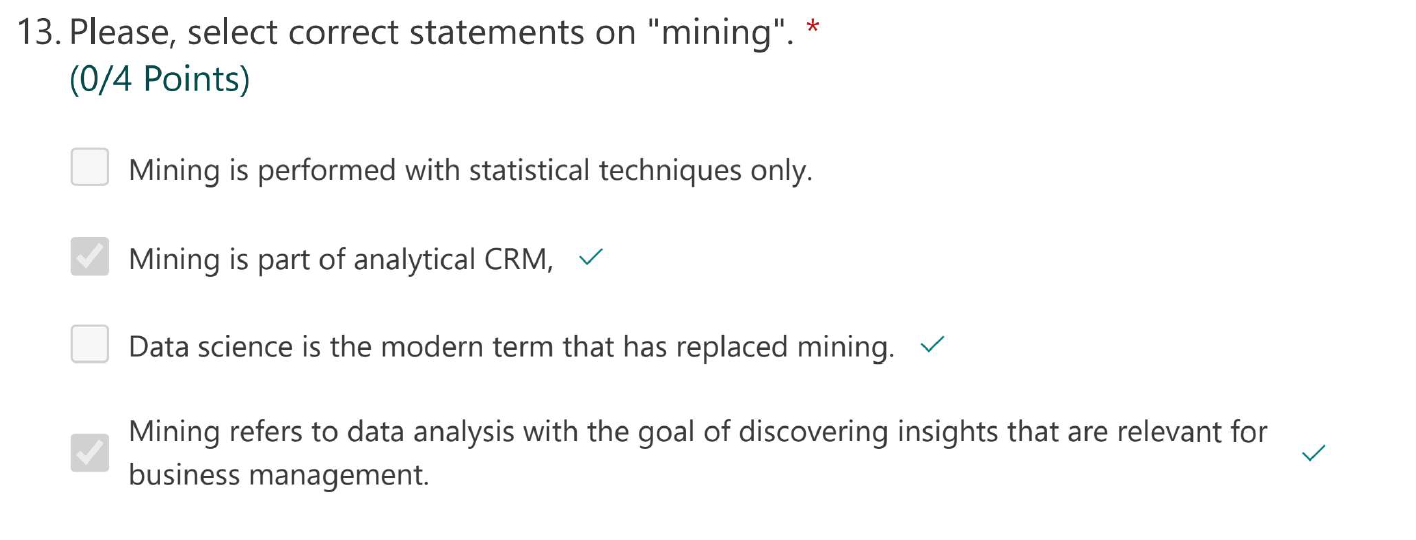 13. Please, select correct statements on "mining". *
(0/4 Points)
Mining is performed with statistical techniques only.
Mining is part of analytical CRM,
Data science is the modern term that has replaced mining.
Mining refers to data analysis with the goal of discovering insights that are relevant for
business management.